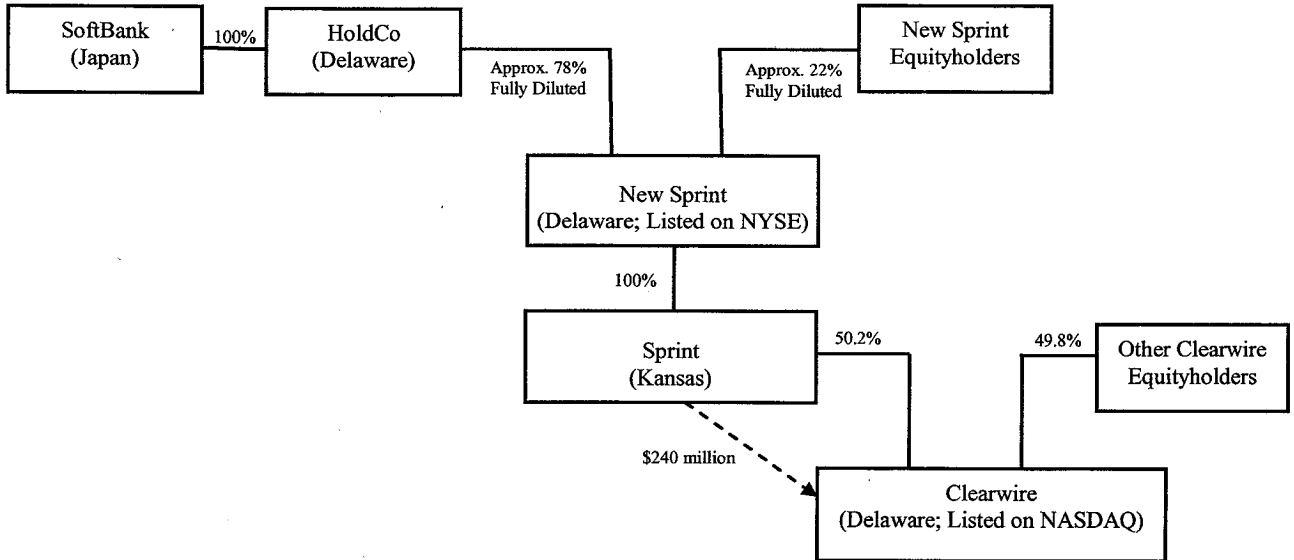 SoftBank
(Japan)
100%
HoldCo
(Delaware)
Approx. 78%
Fully Diluted
Approx. 22%
Fully Diluted
New Sprint
Equityholders
New Sprint
(Delaware; Listed on NYSE)
100%
Sprint
(Kansas)
50.2%
49.8%
Other Clearwire
Equityholders
$240 million
Clearwire
(Delaware; Listed on NASDAQ)